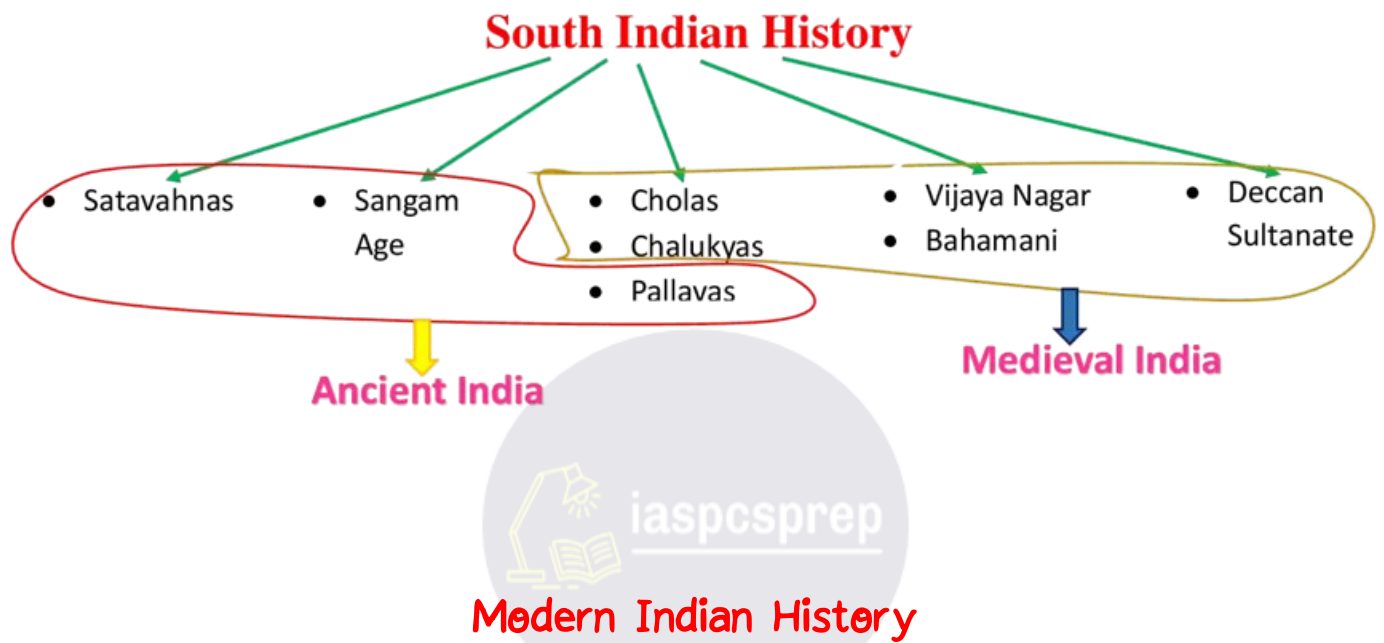 South Indian History
• Satavahnas
• Sangam
Age
• Cholas
• Chalukyas
• Pallavas
• Vijaya Nagar
• Bahamani
• Deccan
Sultanate
Ancient India
Medieval India
iaspcsprep
Modern Indian History